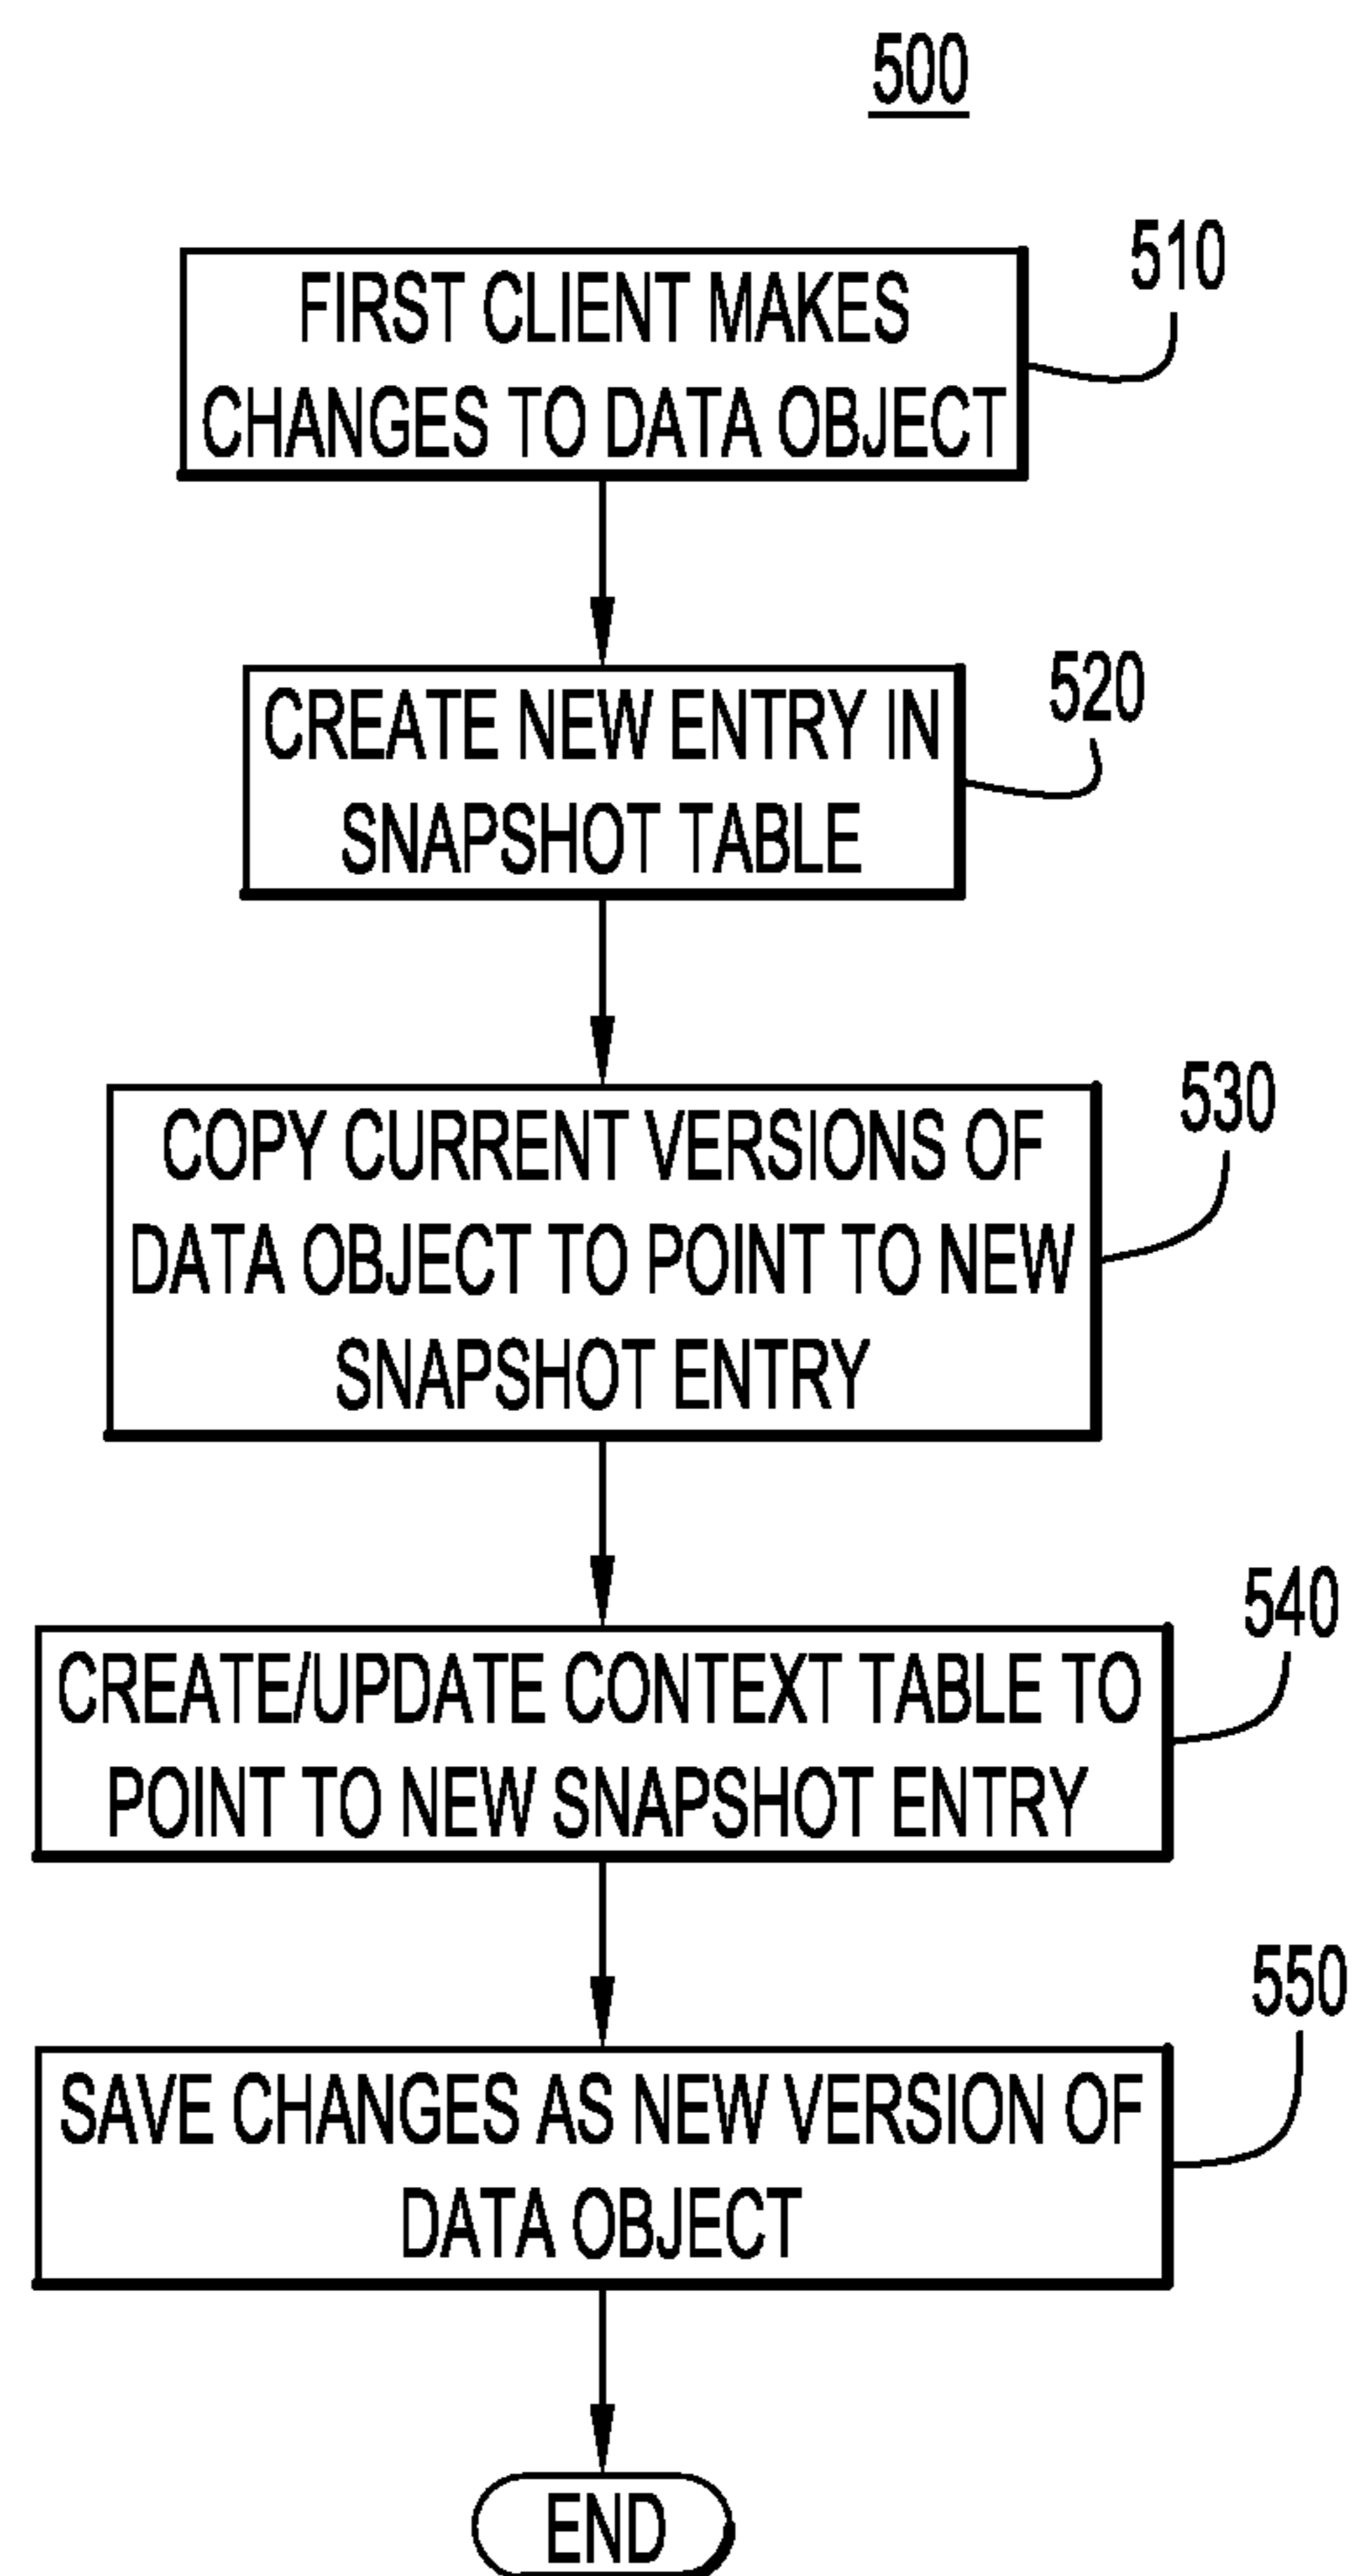 500
510
FIRST CLIENT MAKES
CHANGES TO DATA OBJECT
520
CREATE NEW ENTRY IN
SNAPSHOT TABLE
530
COPY CURRENT VERSIONS OF
DATA OBJECT TO POINT TO NEW
SNAPSHOT ENTRY
540
CREATE/UPDATE CONTEXT TABLE TO
POINT TO NEW SNAPSHOT ENTRY
550
SAVE CHANGES AS NEW VERSION OF
DATA OBJECT
END